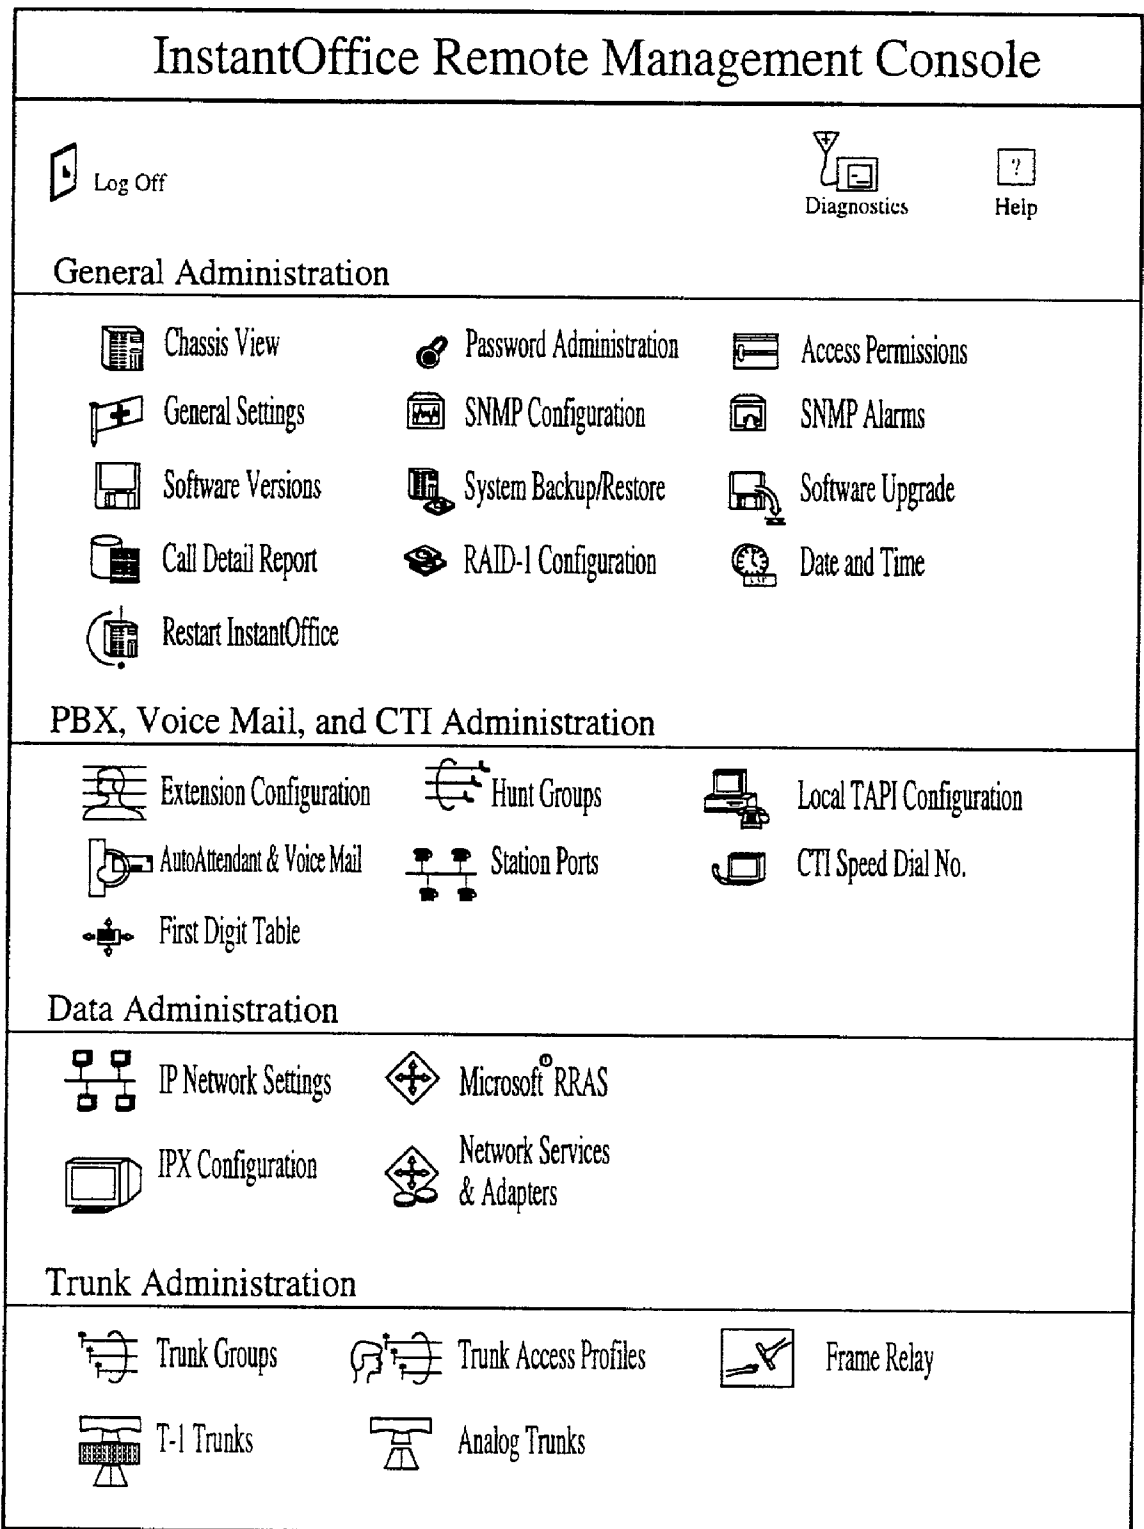 InstantOffice Remote Management Console
Log Off
Diagnostics
?
Help
General Administration
Chassis View
Password Administration
Access Permissions
General Settings
SNMP Configuration
SNMP Alarms
Software Versions
System Backup/Restore
Software Upgrade
Call Detail Report
RAID-1 Configuration
Date and Time
Restart InstantOffice
PBX, Voice Mail, and CTI Administration
Extension Configuration
Hunt Groups
Local TAPI Configuration
AutoAttendant & Voice Mail
Station Ports
CTI Speed Dial No.
First Digit Table
Data Administration
IP Network Settings
Microsoft RRAS
IPX Configuration
Network Services
& Adapters
Trunk Administration
Trunk Groups
Trunk Access Profiles
Frame Relay
T-1 Trunks
Analog Trunks